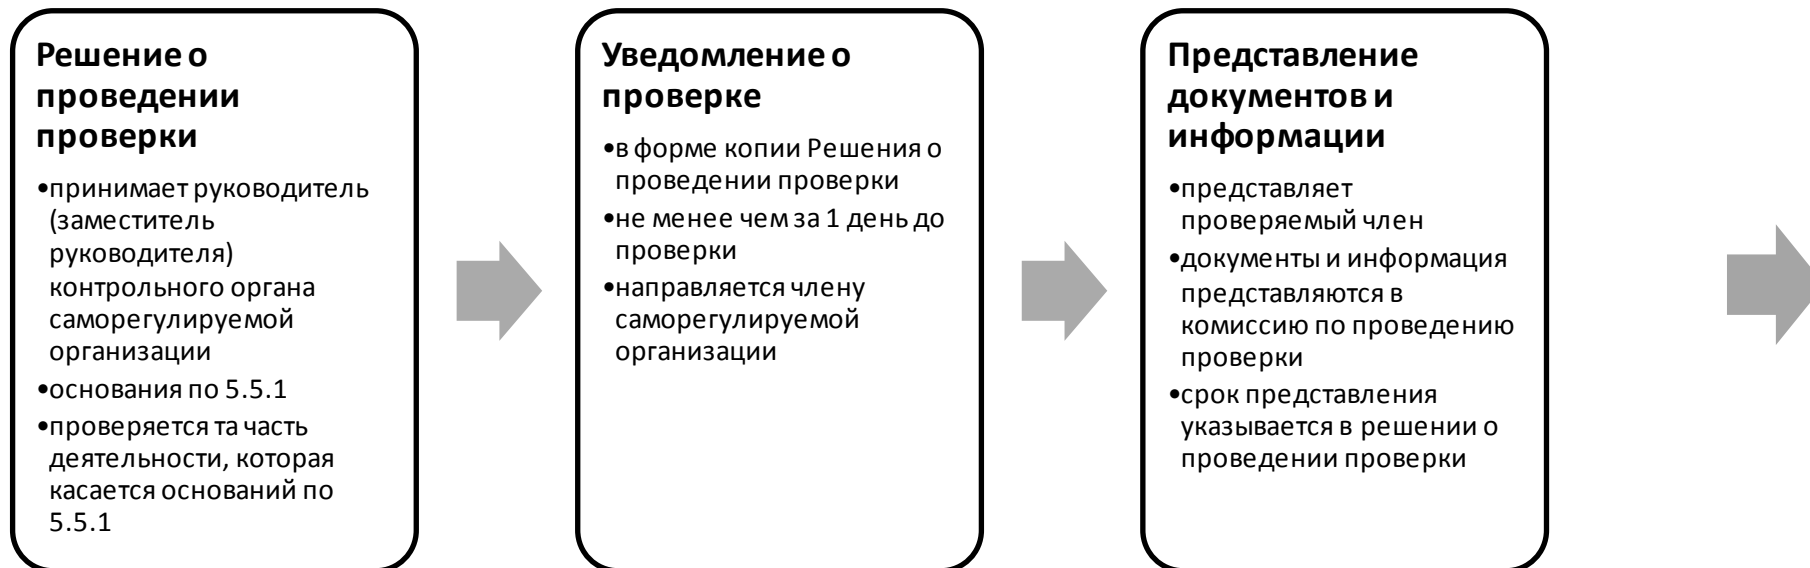 Решение о
проведении
проверки
•принимает руководитель
(заместитель
руководителя)
контрольного органа
саморегулируемой
организации
•основания по 5.5.1
•проверяется та часть
деятельности, которая
касается оснований по
5.5.1
Уведомление о
проверке
•в форме копии Решения о
проведении проверки
•не менее чем за 1 день до
проверки
•направляется члену
саморегулируемой
организации
Представление
документов и
информации
•представляет
проверяемый член
•документы и информация
представляются в
комиссию по проведению
проверки
•срок представления
указывается в решении о
проведении проверки